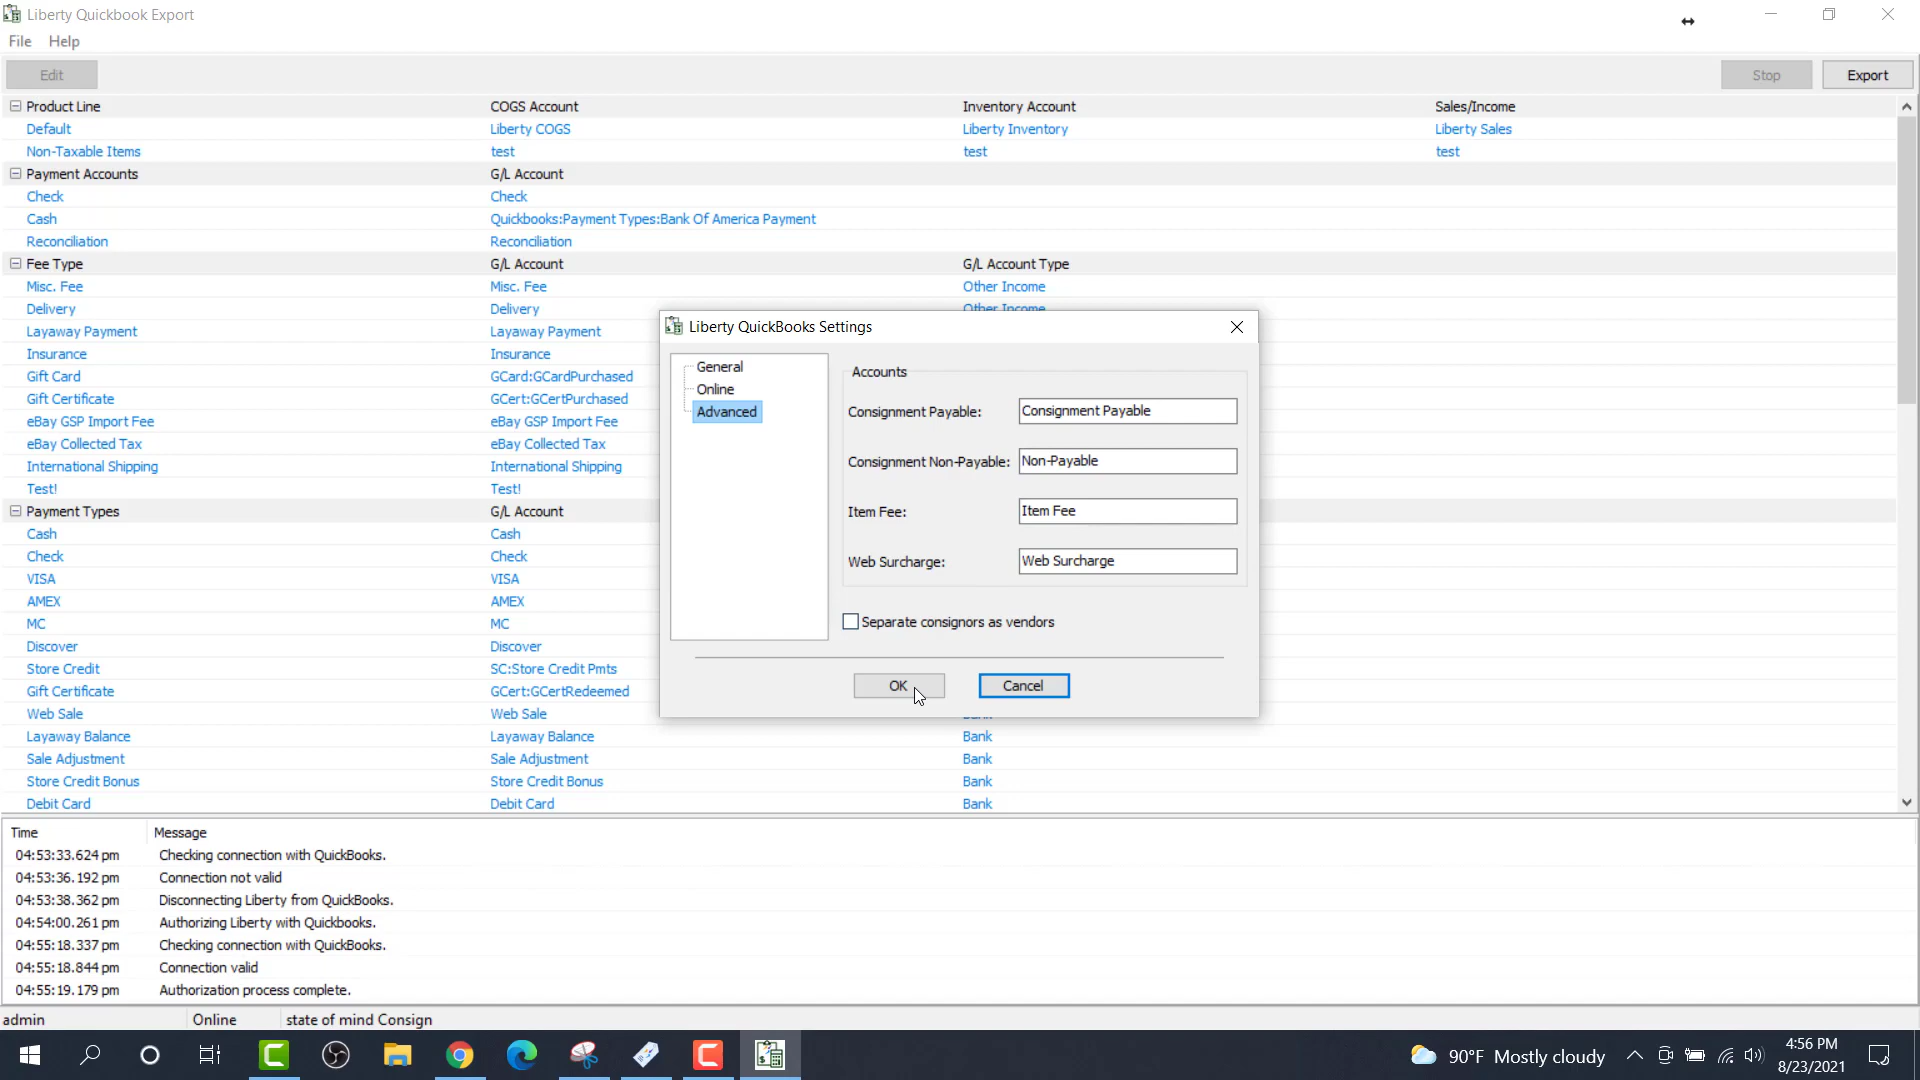 Liberty Quickbook Export
File Help
Edit Stop Export
Product Line COGS Account Inventory Account Sales/Income
Default Liberty COGS Liberty Inventory Liberty Sales
Non-Taxable Items test test test
Payment Accounts G/L Account
Check Check
Cash Quickbooks:Payment Types:Bank Of America Payment
Reconciliation Reconciliation
Fee Type G/L Account G/L Account Type
Misc. Fee Misc. Fee Other Income
Delivery Delivery Other Income
Layaway Payment Layaway Payment
Insurance Insurance
Gift Card GCard:GCardPurchased
Gift Certificate GCert:GCertPurchased
eBay GSP Import Fee eBay GSP Import Fee
eBay Collected Tax eBay Collected Tax
International Shipping International Shipping
Test! Test!
Payment Types G/L Account
Cash Cash
Check Check
VISA VISA
AMEX AMEX
MC MC
Discover Discover
Store Credit SC:Store Credit Pmts
Gift Certificate GCert:GCertRedeemed
Web Sale Web Sale Bank
Layaway Balance Layaway Balance Bank
Sale Adjustment Sale Adjustment Bank
Store Credit Bonus Store Credit Bonus Bank
Debit Card Debit Card Bank
Liberty QuickBooks Settings
General
Online
Advanced
Accounts
Consignment Payable: Consignment Payable
Consignment Non-Payable: Non-Payable
Item Fee: Item Fee
Web Surcharge: Web Surcharge
Separate consignors as vendors
OK Cancel
Time Message
04:53:33.624 pm Checking connection with QuickBooks.
04:53:36.192 pm Connection not valid
04:53:38.362 pm Disconnecting Liberty from QuickBooks.
04:54:00.261 pm Authorizing Liberty with Quickbooks.
04:55:18.337 pm Checking connection with QuickBooks.
04:55:18.844 pm Connection valid
04:55:19.179 pm Authorization process complete.
admin Online state of mind Consign
90°F Mostly cloudy
4:56 PM
8/23/2021